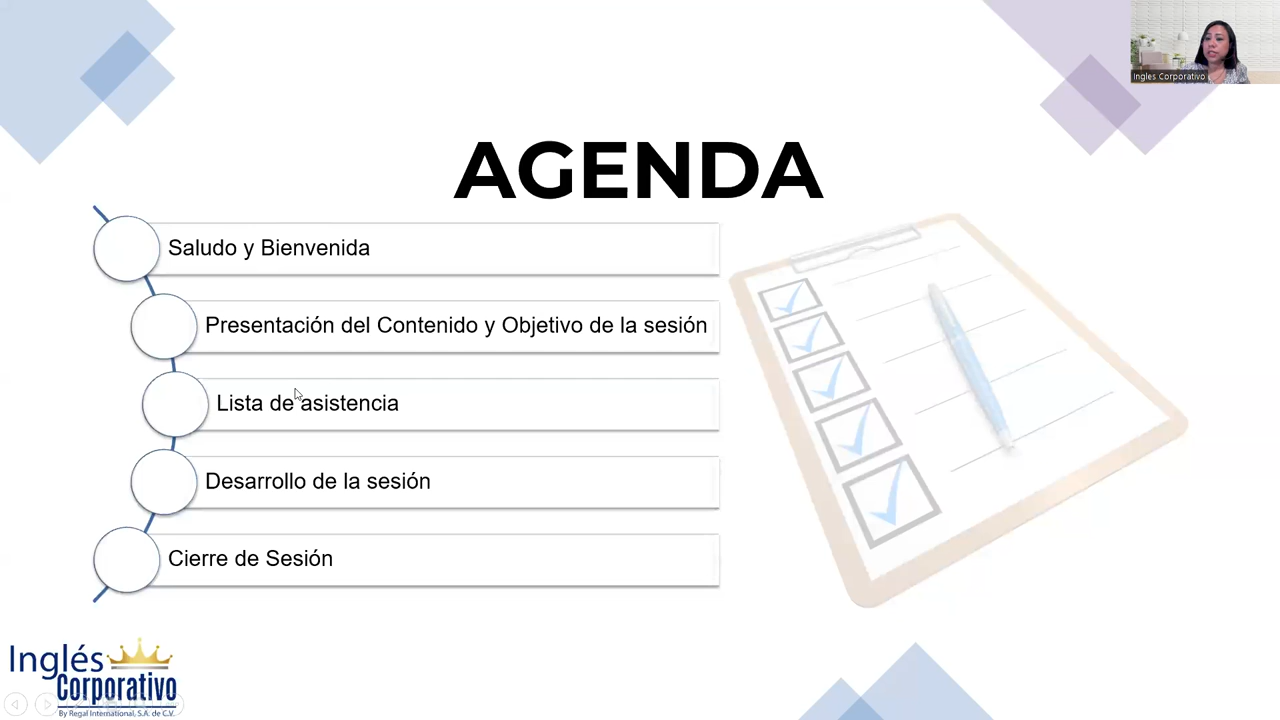 Ingles Corporativo
AGENDA
Saludo y Bienvenida
Presentación del Contenido y Objetivo de la sesión
Lista de asistencia
Desarrollo de la sesión
Cierre de Sesión
Inglés
Corporativo
By Regal International, S.A. de C.V.